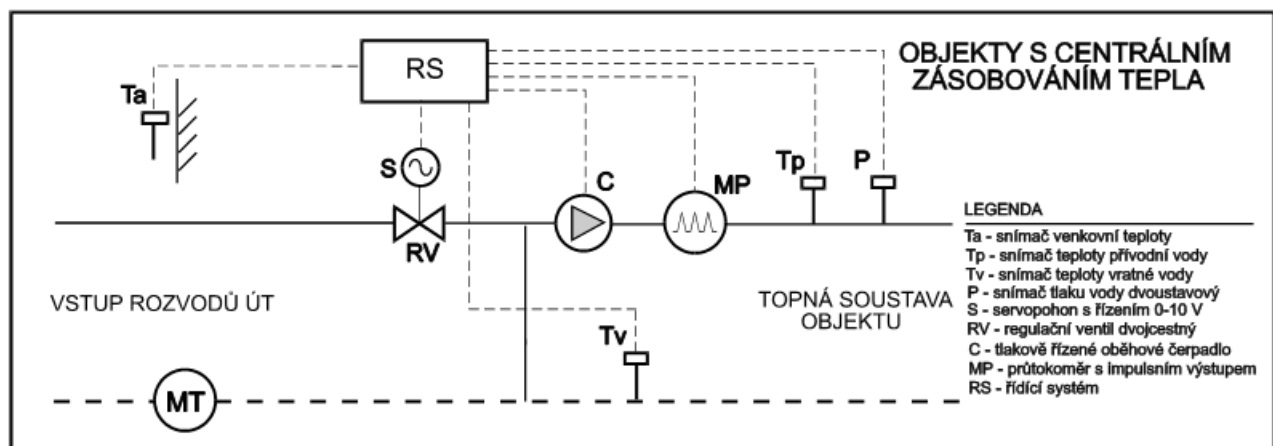 OBJEKTY S CENTRÁLNÍM
ZÁSOBOVÁNÍM TEPLA
RS
Ta
S
C
MP
Tp
P
RV
LEGENDA
Ta - snímač venkovní teploty
Tp - snímač teploty přívodní vody
Tv - snímač teploty vratné vody
P - snímač tlaku vody dvoustavový
S - servopohon s řízením 0-10 V
RV - regulační ventil dvojcestný
C - tlakově řízené oběhové čerpadlo
MP - průtokoměr s impulsním výstupem
RS - řídící systém
VSTUP ROZVODŮ ÚT
TOPNÁ SOUSTAVA
OBJEKTU
Tv
MT